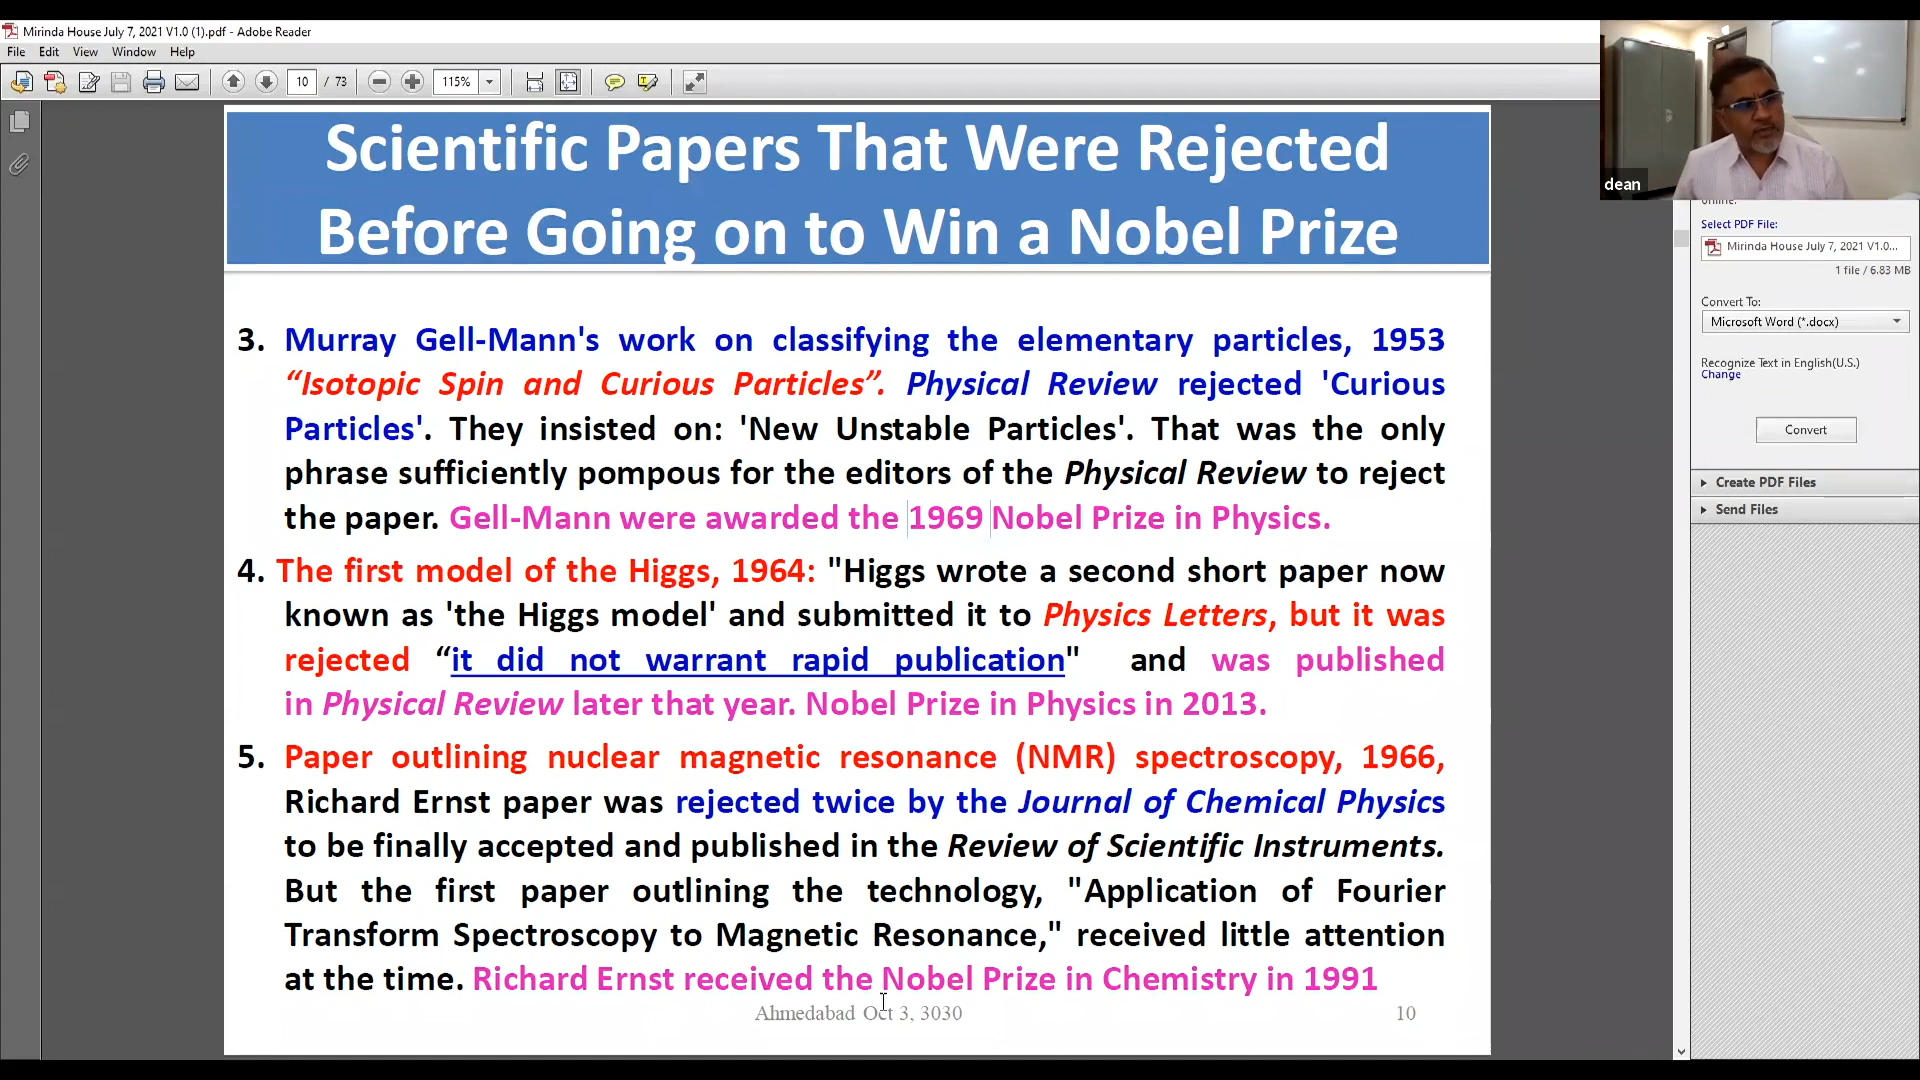 Mirinda House July 7, 2021 V1.0 (1).pdf - Adobe Reader
File Edit View Window Help
10 / 73 115%
dean
online.
Select PDF File:
Mirinda House July 7, 2021 V1.0...
1 file / 6.83 MB
Convert To:
Microsoft Word (*.docx)
Recognize Text in English(U.S.)
Change
Convert
Create PDF Files
Send Files
Scientific Papers That Were Rejected
Before Going on to Win a Nobel Prize
3. Murray Gell-Mann's work on classifying the elementary particles, 1953
“Isotopic Spin and Curious Particles”. Physical Review rejected 'Curious
Particles'. They insisted on: 'New Unstable Particles'. That was the only
phrase sufficiently pompous for the editors of the Physical Review to reject
the paper. Gell-Mann were awarded the 1969 Nobel Prize in Physics.
4. The first model of the Higgs, 1964: "Higgs wrote a second short paper now
known as 'the Higgs model' and submitted it to Physics Letters, but it was
rejected “it did not warrant rapid publication" and was published
in Physical Review later that year. Nobel Prize in Physics in 2013.
5. Paper outlining nuclear magnetic resonance (NMR) spectroscopy, 1966,
Richard Ernst paper was rejected twice by the Journal of Chemical Physics
to be finally accepted and published in the Review of Scientific Instruments.
But the first paper outlining the technology, "Application of Fourier
Transform Spectroscopy to Magnetic Resonance," received little attention
at the time. Richard Ernst received the Nobel Prize in Chemistry in 1991
Ahmedabad Oct 3, 3030 10